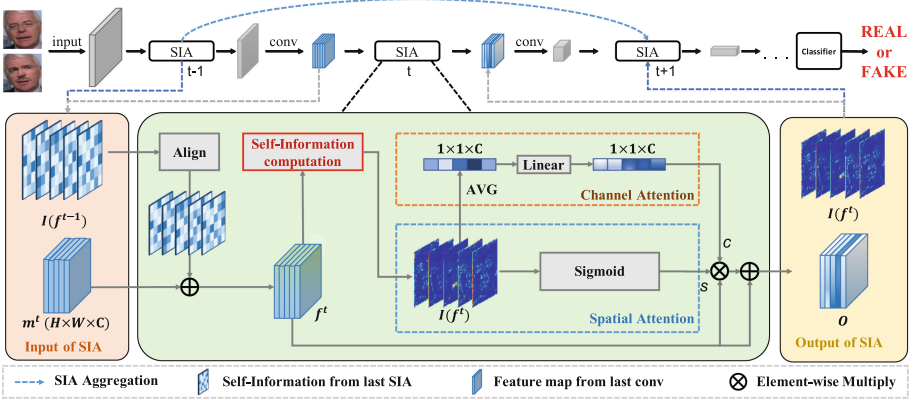 input
SIA
t-1
conv
SIA
t
conv
SIA
t+1
. . .
Classifier
REAL
or
FAKE
I(f^{t-1})
m^t (H×W×C)
Input of SIA
Align
Self-Information
computation
f^t
1×1×C
Linear
1×1×C
AVG
Channel Attention
I(f^t)
Sigmoid
Spatial Attention
C
S
I(f^t)
O
Output of SIA
SIA Aggregation
Self-Information from last SIA
Feature map from last conv
Element-wise Multiply